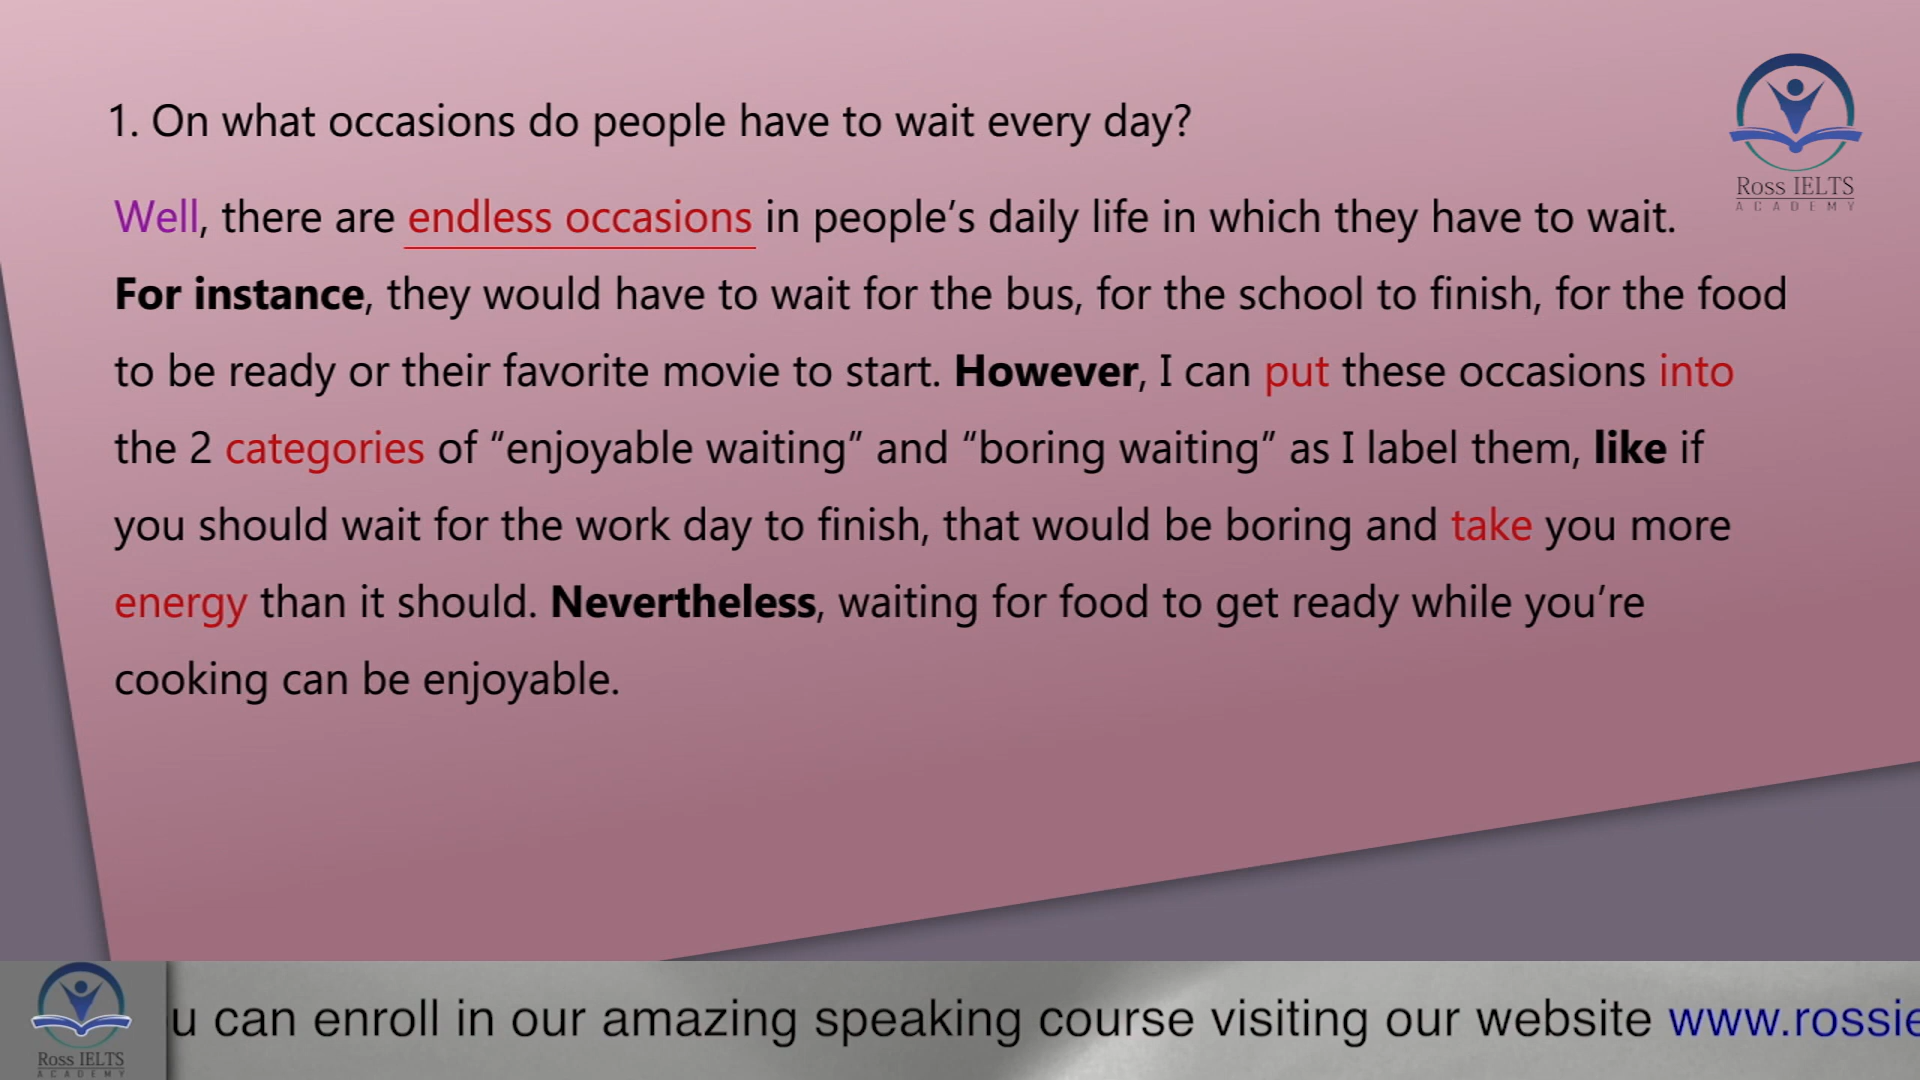 1. On what occasions do people have to wait every day?
Ross IELTS
ACADEMY
Well, there are endless occasions in people’s daily life in which they have to wait.
For instance, they would have to wait for the bus, for the school to finish, for the food
to be ready or their favorite movie to start. However, I can put these occasions into
the 2 categories of “enjoyable waiting” and “boring waiting” as I label them, like if
you should wait for the work day to finish, that would be boring and take you more
energy than it should. Nevertheless, waiting for food to get ready while you’re
cooking can be enjoyable.
u can enroll in our amazing speaking course visiting our website www.rossie
Ross IELTS
ACADEMY